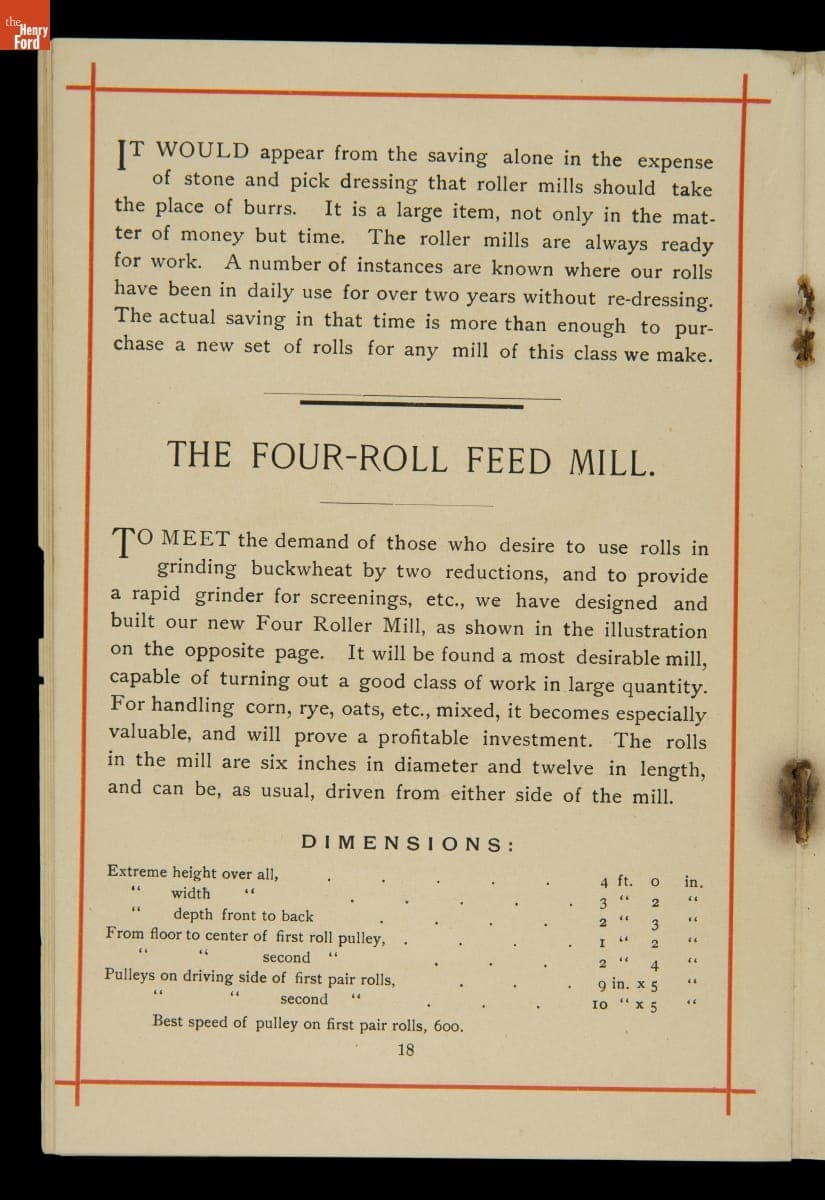 the
Henry
Ford
IT WOULD appear from the saving alone in the expense
of stone and pick dressing that roller mills should take
the place of burrs. It is a large item, not only in the mat-
ter of money but time. The roller mills are always ready
for work. A number of instances are known where our rolls
have been in daily use for over two years without re-dressing.
The actual saving in that time is more than enough to pur-
chase a new set of rolls for any mill of this class we make.
THE FOUR-ROLL FEED MILL.
TO MEET the demand of those who desire to use rolls in
grinding buckwheat by two reductions, and to provide
a rapid grinder for screenings, etc., we have designed and
built our new Four Roller Mill, as shown in the illustration
on the opposite page. It will be found a most desirable mill,
capable of turning out a good class of work in large quantity.
For handling corn, rye, oats, etc., mixed, it becomes especially
valuable, and will prove a profitable investment. The rolls
in the mill are six inches in diameter and twelve in length,
and can be, as usual, driven from either side of the mill.
DIMENSIONS:
Extreme height over all, . . . . . 4 ft. 0 in.
“ width “ . . . . . 3 “ 2 “
“ depth front to back . . . 2 “ 3 “
From floor to center of first roll pulley, . . . . 1 “ 2 “
“ “ second “ . . . 2 “ 4 “
Pulleys on driving side of first pair rolls, . . . 9 in. x 5 “
“ “ second “ . . . 10 “ x 5 “
Best speed of pulley on first pair rolls, 600.
18